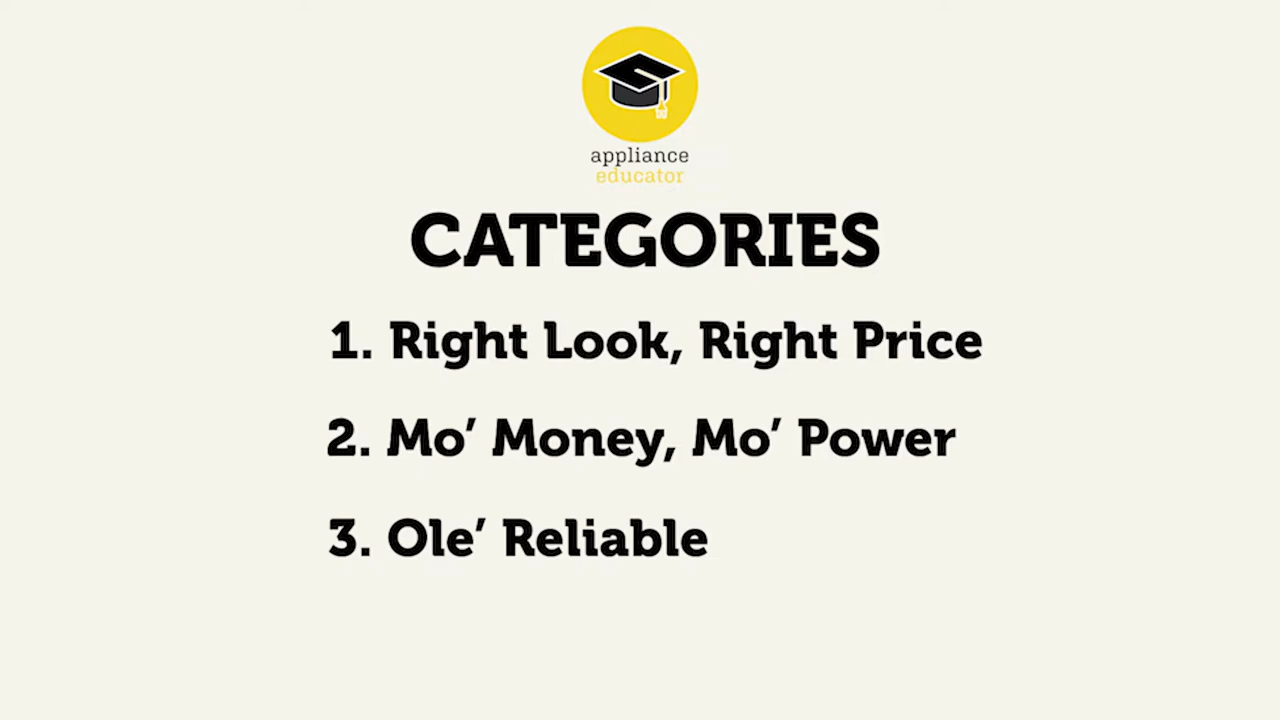 appliance
educator
CATEGORIES
1. Right Look, Right Price
2. Mo’ Money, Mo’ Power
3. Ole’ Reliable